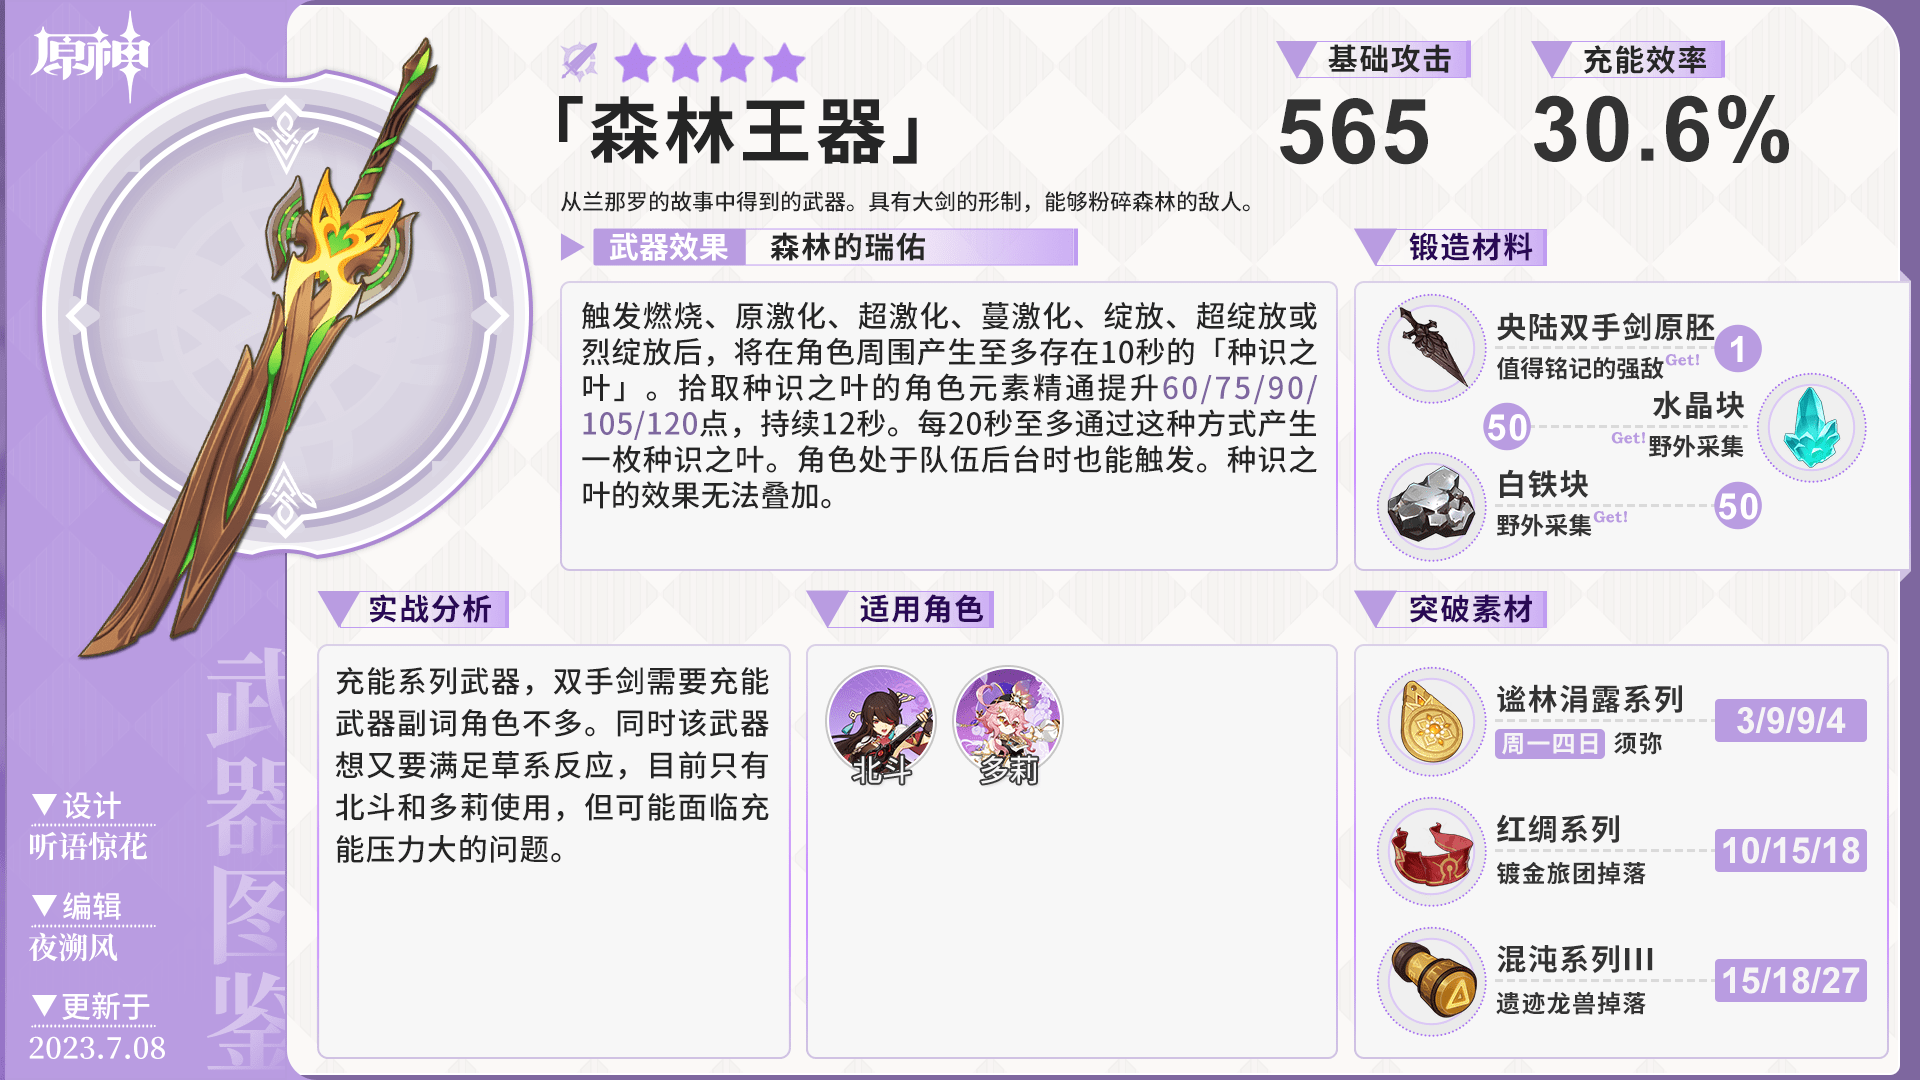 原神
「森林王器」
基础攻击
565
充能效率
30.6%
从兰那罗的故事中得到的武器。具有大剑的形制，能够粉碎森林的敌人。
武器效果 森林的瑞佑
触发燃烧、原激化、超激化、蔓激化、绽放、超绽放或
烈绽放后，将在角色周围产生至多存在10秒的「种识之
叶」。拾取种识之叶的角色元素精通提升60/75/90/
105/120点，持续12秒。每20秒至多通过这种方式产生
一枚种识之叶。角色处于队伍后台时也能触发。种识之
叶的效果无法叠加。
锻造材料
央陆双手剑原胚
值得铭记的强敌 Get!
1
水晶块
50
Get! 野外采集
白铁块
野外采集 Get!
50
实战分析
充能系列武器，双手剑需要充能
武器副词角色不多。同时该武器
想又要满足草系反应，目前只有
北斗和多莉使用，但可能面临充
能压力大的问题。
适用角色
北斗
多莉
突破素材
谧林涓露系列
周一四日 须弥
3/9/9/4
红绸系列
镀金旅团掉落
10/15/18
混沌系列III
遗迹龙兽掉落
15/18/27
武器图鉴
▼设计
听语惊花
▼编辑
夜溯风
▼更新于
2023.7.08